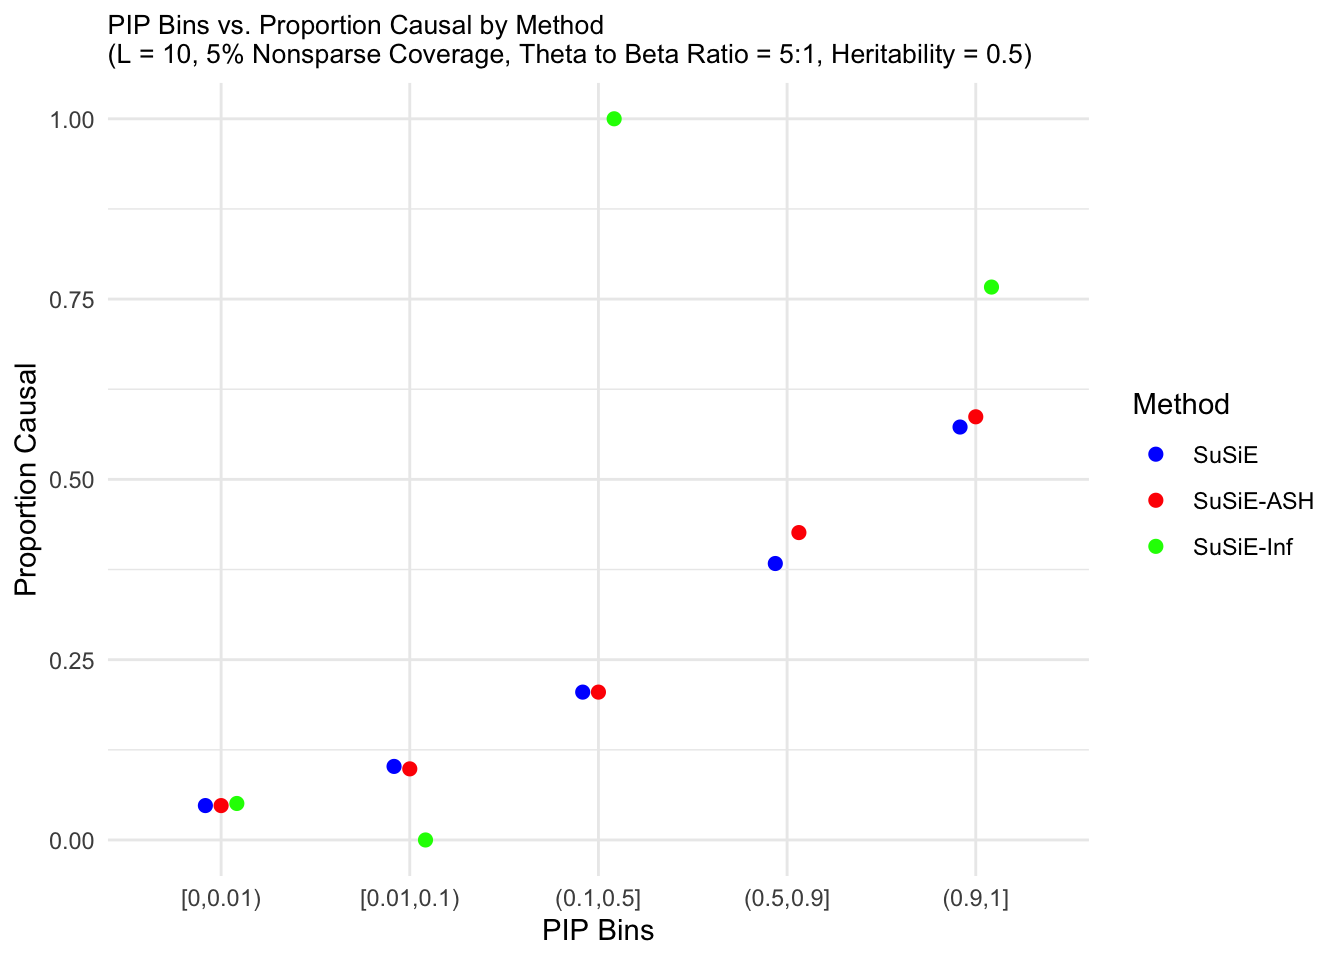 PIP Bins vs. Proportion Causal by Method
(L = 10, 5% Nonsparse Coverage, Theta to Beta Ratio = 5:1, Heritability = 0.5)
1.00
0.75
0.50
0.25
0.00
Proportion Causal
[0,0.01)
[0.01,0.1)
(0.1,0.5]
(0.5,0.9]
(0.9,1]
PIP Bins
Method
SuSiE
SuSiE-ASH
SuSiE-Inf